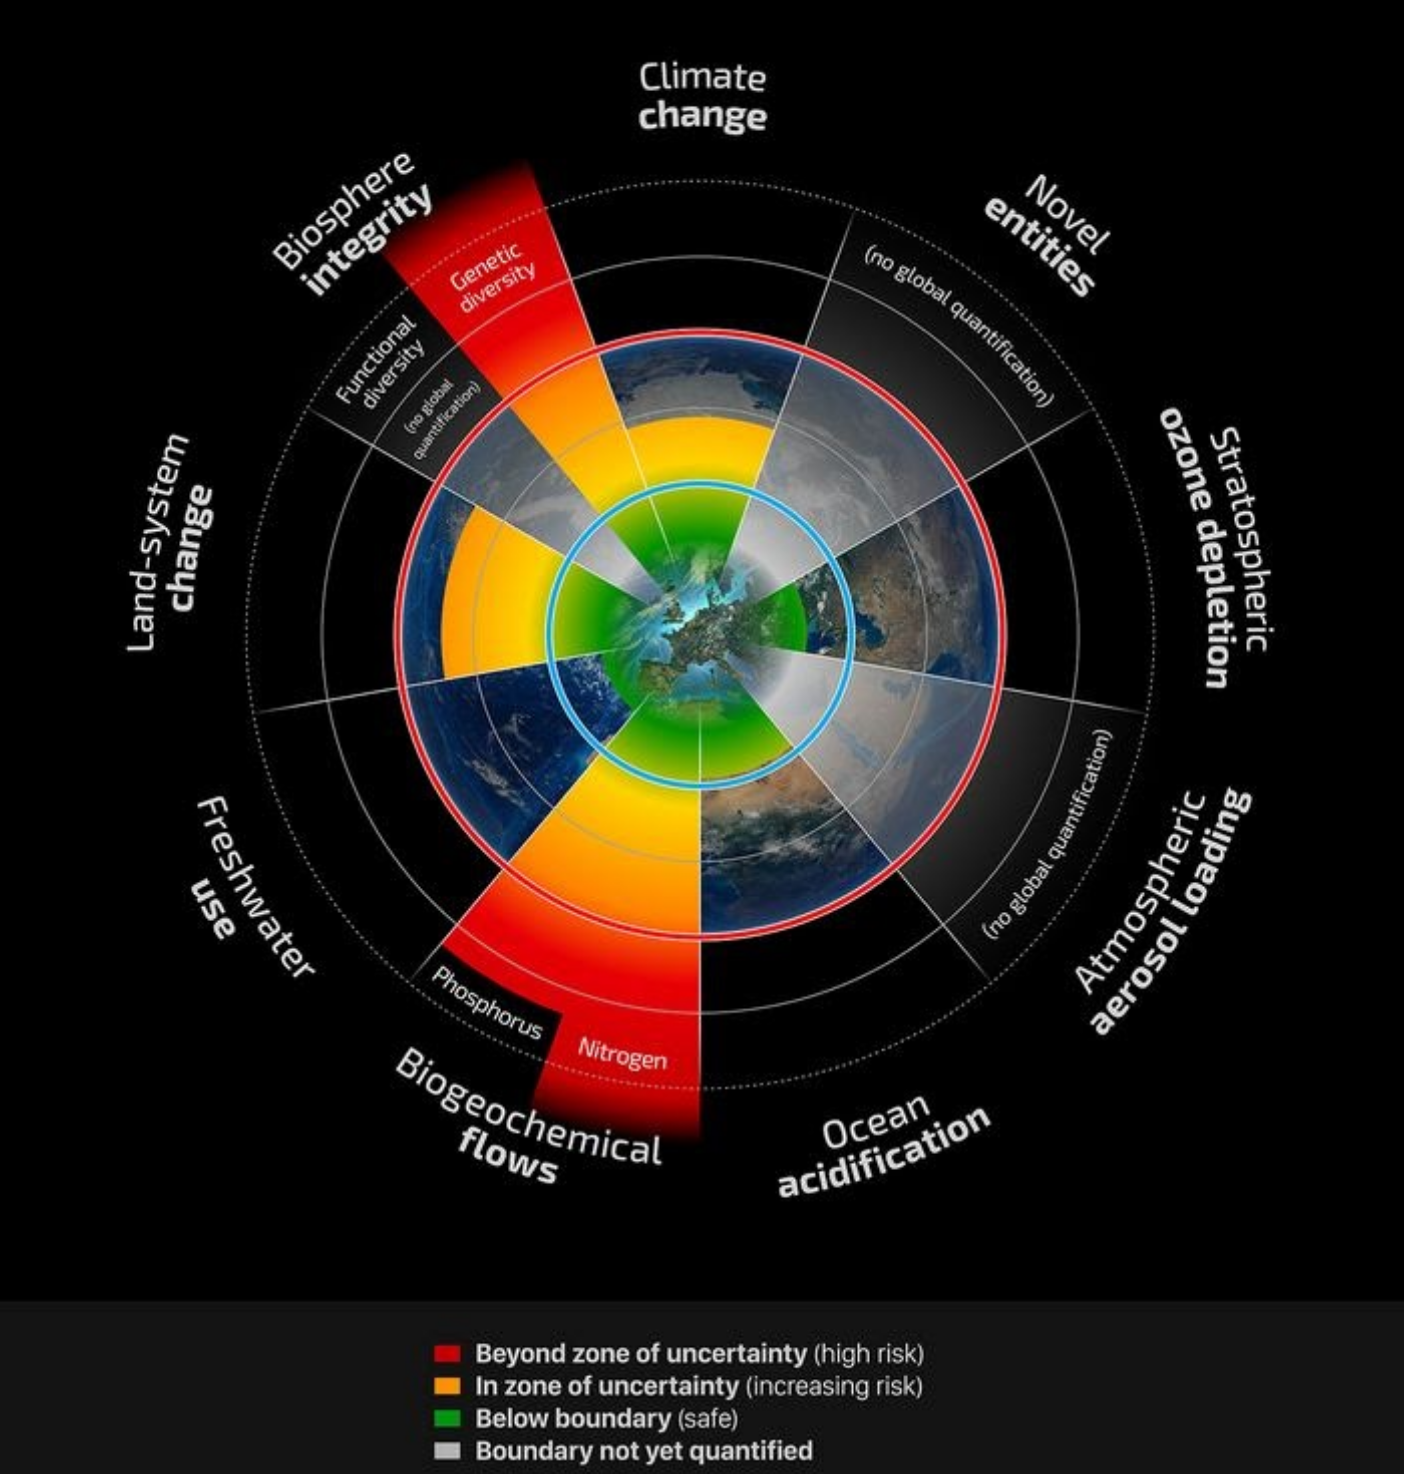 Climate
change
Novel
entities
(no global quantification)
Stratospheric
ozone depletion
Atmospheric
aerosol loading
(no global quantification)
Ocean
acidification
Biogeochemical
flows
Nitrogen
Phosphorus
Freshwater
use
Land-system
change
Biosphere
integrity
Functional
diversity
(no global
quantification)
Genetic
diversity
Beyond zone of uncertainty (high risk)
In zone of uncertainty (increasing risk)
Below boundary (safe)
Boundary not yet quantified